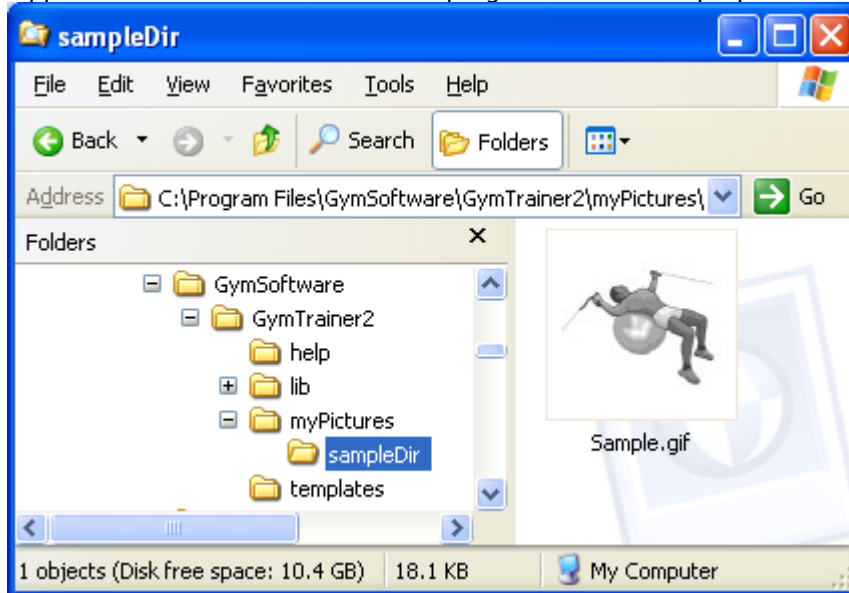 sampleDir
File Edit View Favorites Tools Help
Back Search Folders
Address C:\Program Files\GymSoftware\GymTrainer2\myPictures\ Go
Folders
GymSoftware
GymTrainer2
help
lib
myPictures
sampleDir
templates
Sample.gif
1 objects (Disk free space: 10.4 GB) 18.1 KB My Computer